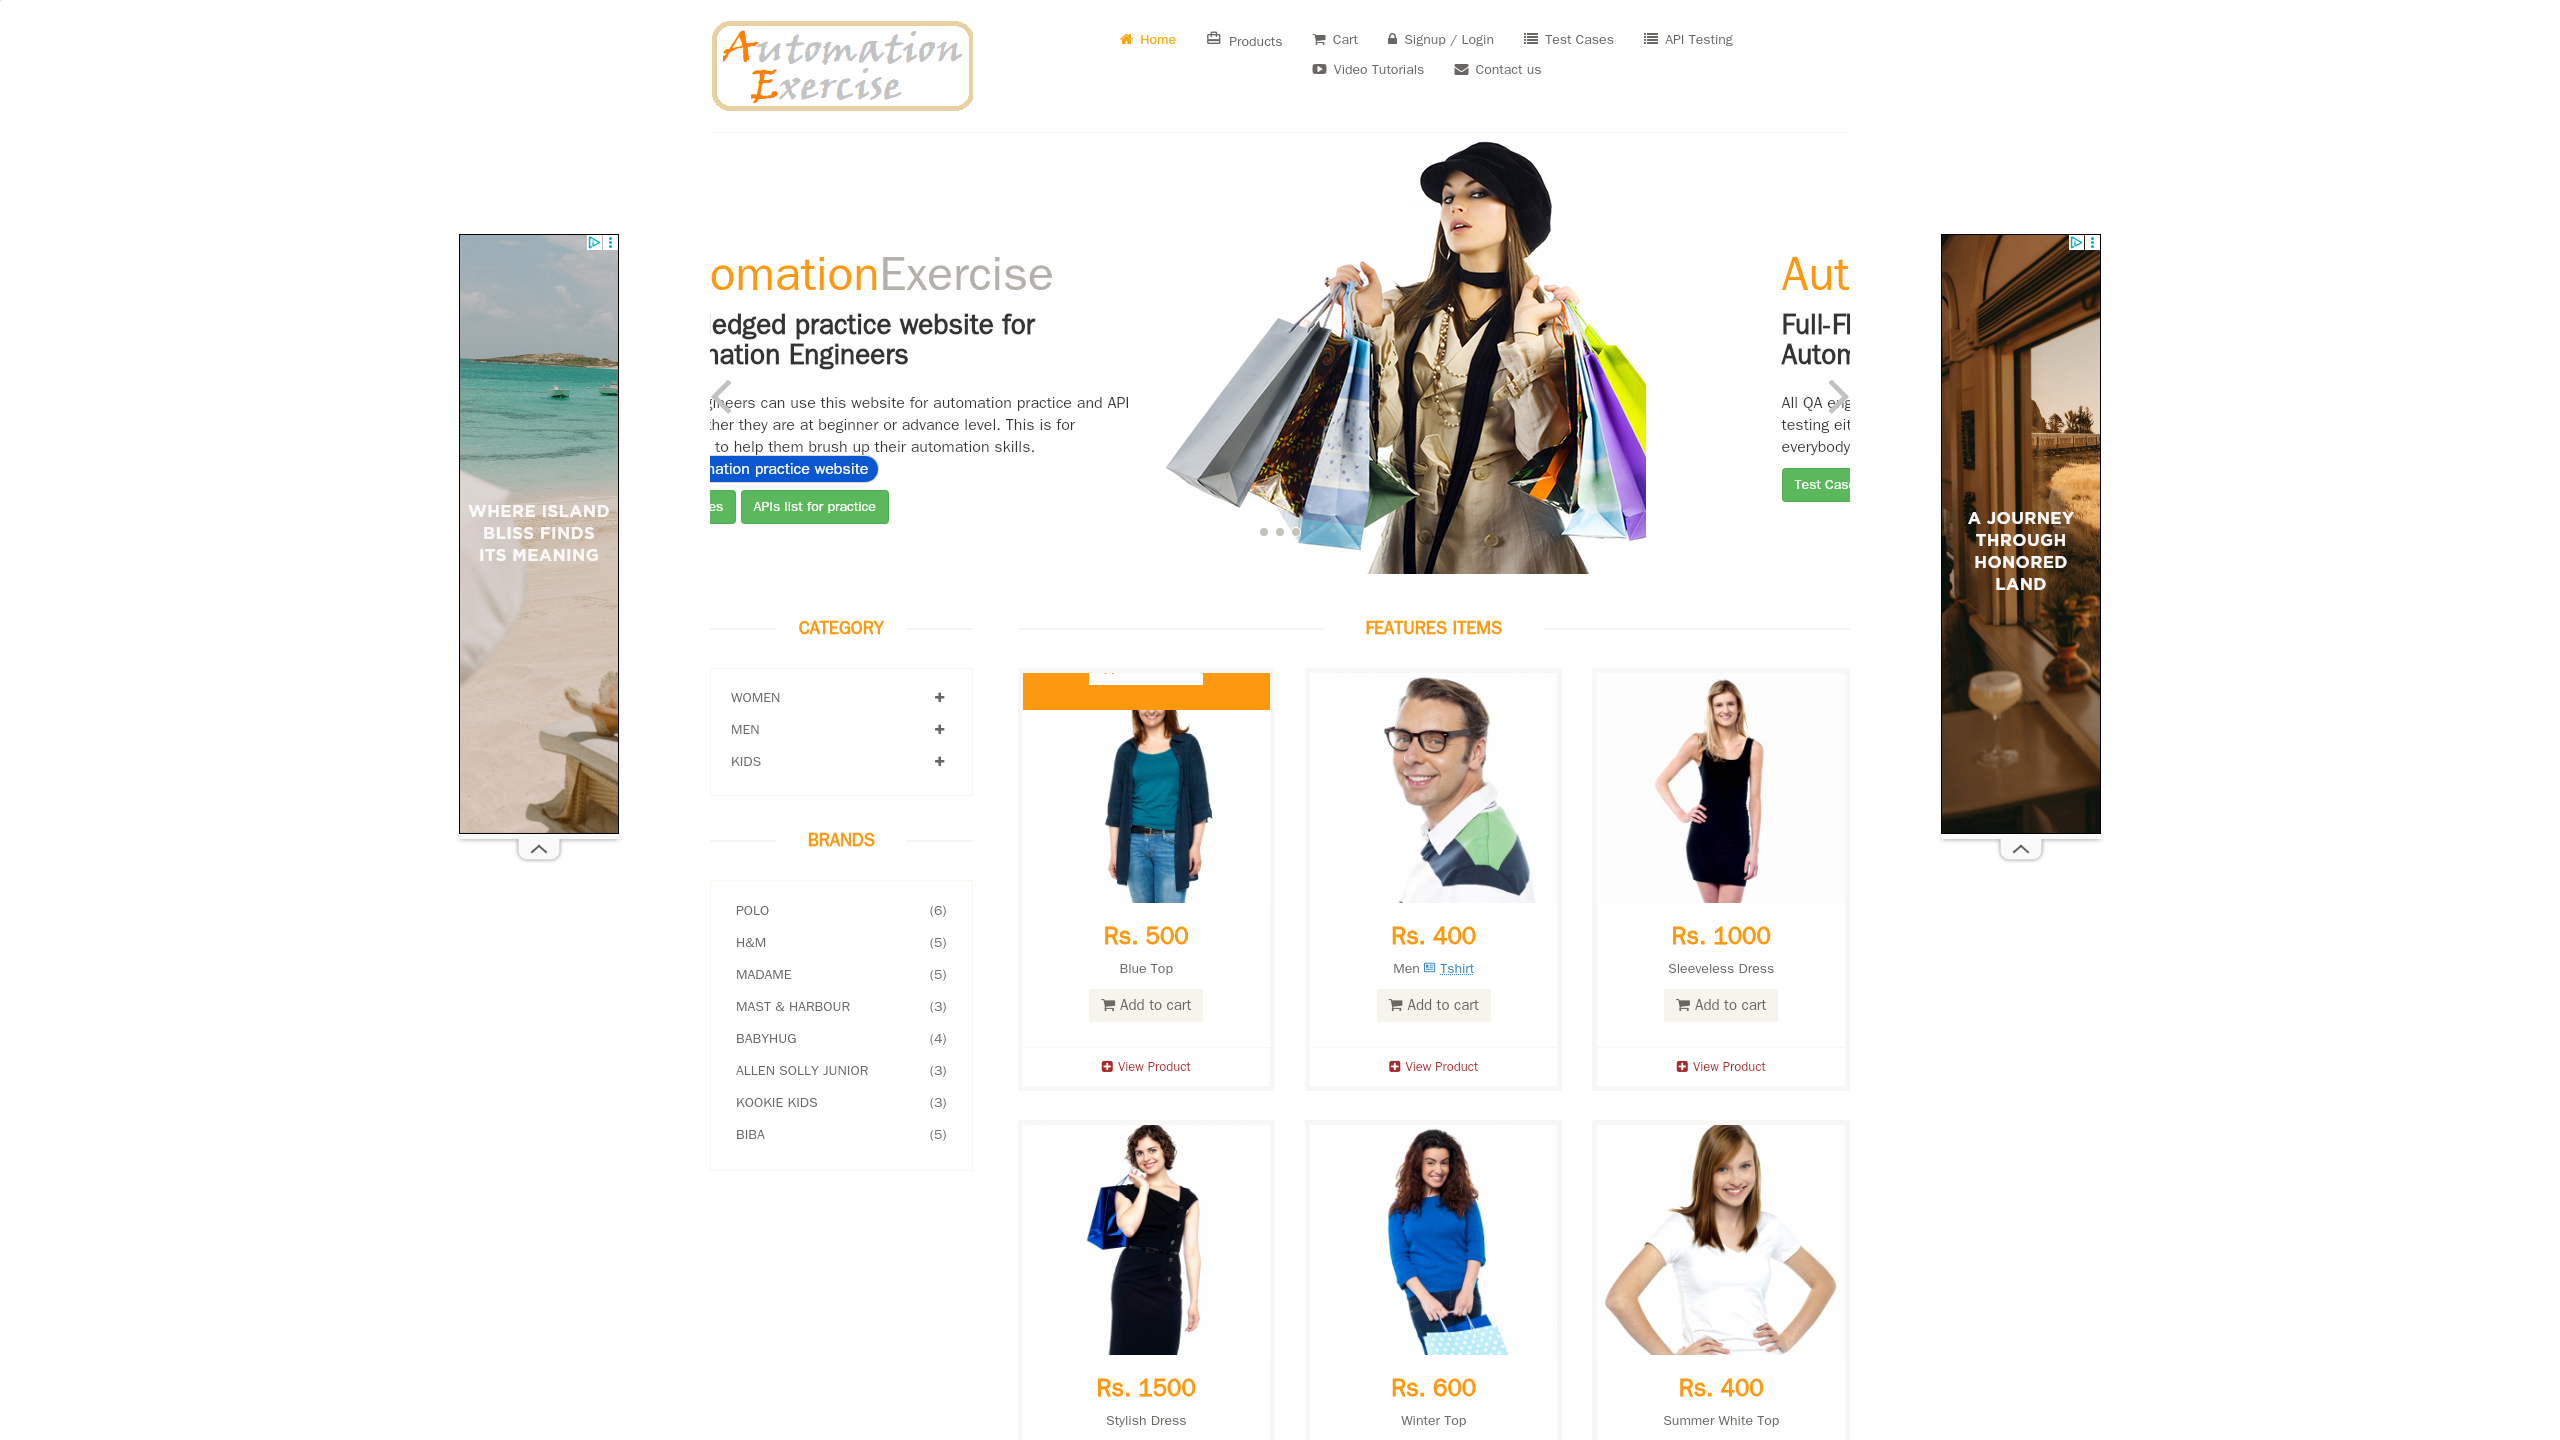 Automation
Exercise
Home
Products
Cart
Signup / Login
Test Cases
API Testing
Video Tutorials
Contact us
omationExercise
ledged practice website for
nation Engineers
gineers can use this website for automation practice and API
ther they are at beginner or advance level. This is for
to help them brush up their automation skills.
nation practice website
es
APIs list for practice
Aut
Full-Fl
Autom
All QA eng
testing eit
everybody
Test Case
WHERE ISLAND
BLISS FINDS
ITS MEANING
A JOURNEY
THROUGH
HONORED
LAND
CATEGORY
WOMEN
MEN
KIDS
BRANDS
POLO (6)
H&M (5)
MADAME (5)
MAST & HARBOUR (3)
BABYHUG (4)
ALLEN SOLLY JUNIOR (3)
KOOKIE KIDS (3)
BIBA (5)
FEATURES ITEMS
Rs. 500
Blue Top
Add to cart
View Product
Rs. 400
Men Tshirt
Add to cart
View Product
Rs. 1000
Sleeveless Dress
Add to cart
View Product
Rs. 1500
Stylish Dress
Rs. 600
Winter Top
Rs. 400
Summer White Top